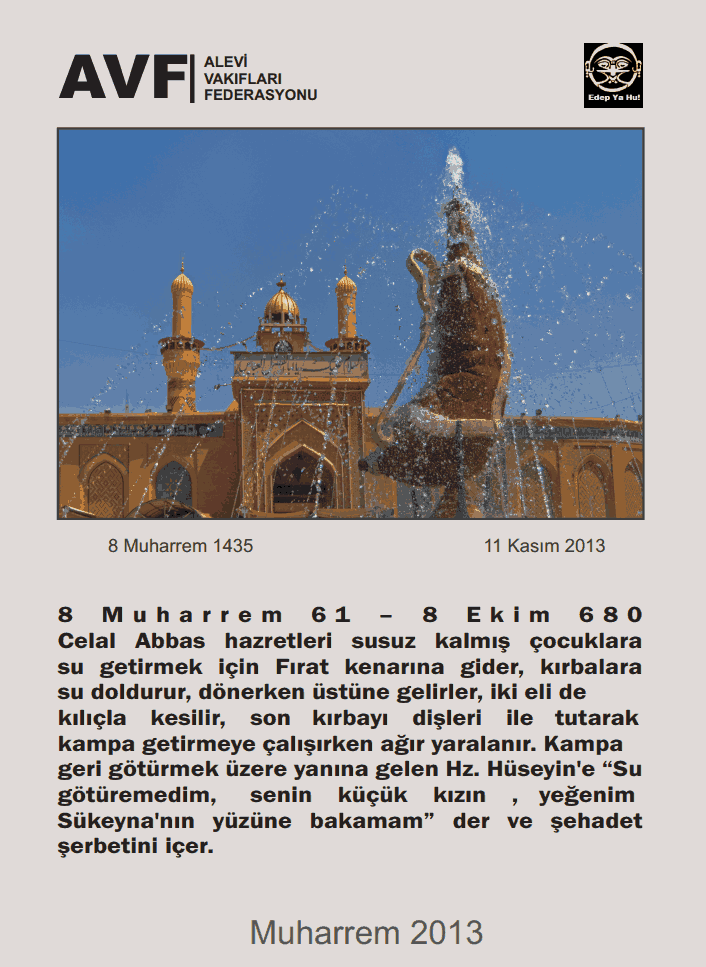 AVF
ALEVİ
VAKIFLARI
FEDERASYONU
Edep Ya Hu!
8 Muharrem 1435
11 Kasım 2013
8 Muharrem 61 – 8 Ekim 680
Celal Abbas hazretleri susuz kalmış çocuklara
su getirmek için Fırat kenarına gider, kırbalara
su doldurur, dönerken üstüne gelirler, iki eli de
kılıçla kesilir, son kırbayı dişleri ile tutarak
kampa getirmeye çalışırken ağır yaralanır. Kampa
geri götürmek üzere yanına gelen Hz. Hüseyin'e “Su
götüremedim, senin küçük kızın , yeğenim
Sükeyna'nın yüzüne bakamam” der ve şehadet
şerbetini içer.
Muharrem 2013